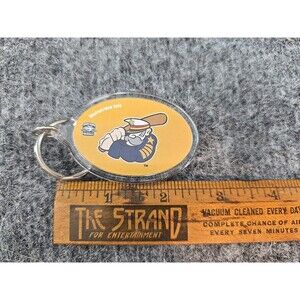 TM
1
2
3
4
THE STRAND
FOR ENTERTAINMENT
VACUUM CLEANED EVERY DAY
COMPLETE CHANGE OF AIR
EVERY SEVEN MINUTES